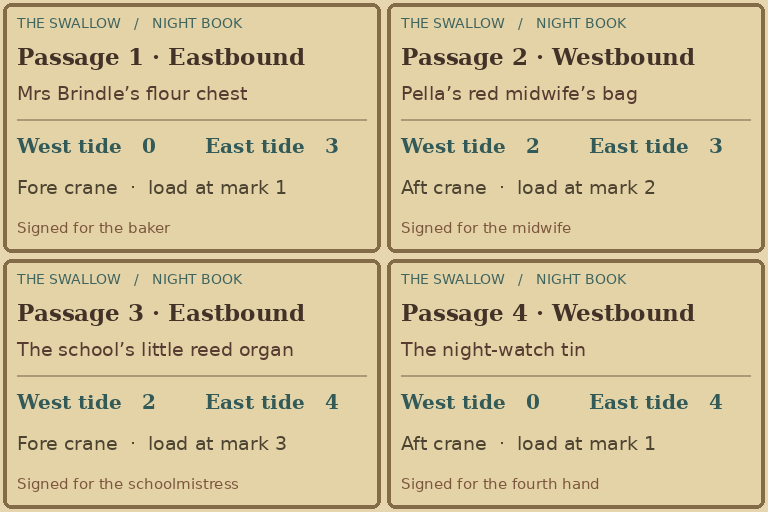 THE SWALLOW / NIGHT BOOK
Passage 1 · Eastbound
Mrs Brindle’s flour chest
West tide 0 East tide 3
Fore crane · load at mark 1
Signed for the baker
THE SWALLOW / NIGHT BOOK
Passage 2 · Westbound
Pella’s red midwife’s bag
West tide 2 East tide 3
Aft crane · load at mark 2
Signed for the midwife
THE SWALLOW / NIGHT BOOK
Passage 3 · Eastbound
The school’s little reed organ
West tide 2 East tide 4
Fore crane · load at mark 3
Signed for the schoolmistress
THE SWALLOW / NIGHT BOOK
Passage 4 · Westbound
The night-watch tin
West tide 0 East tide 4
Aft crane · load at mark 1
Signed for the fourth hand